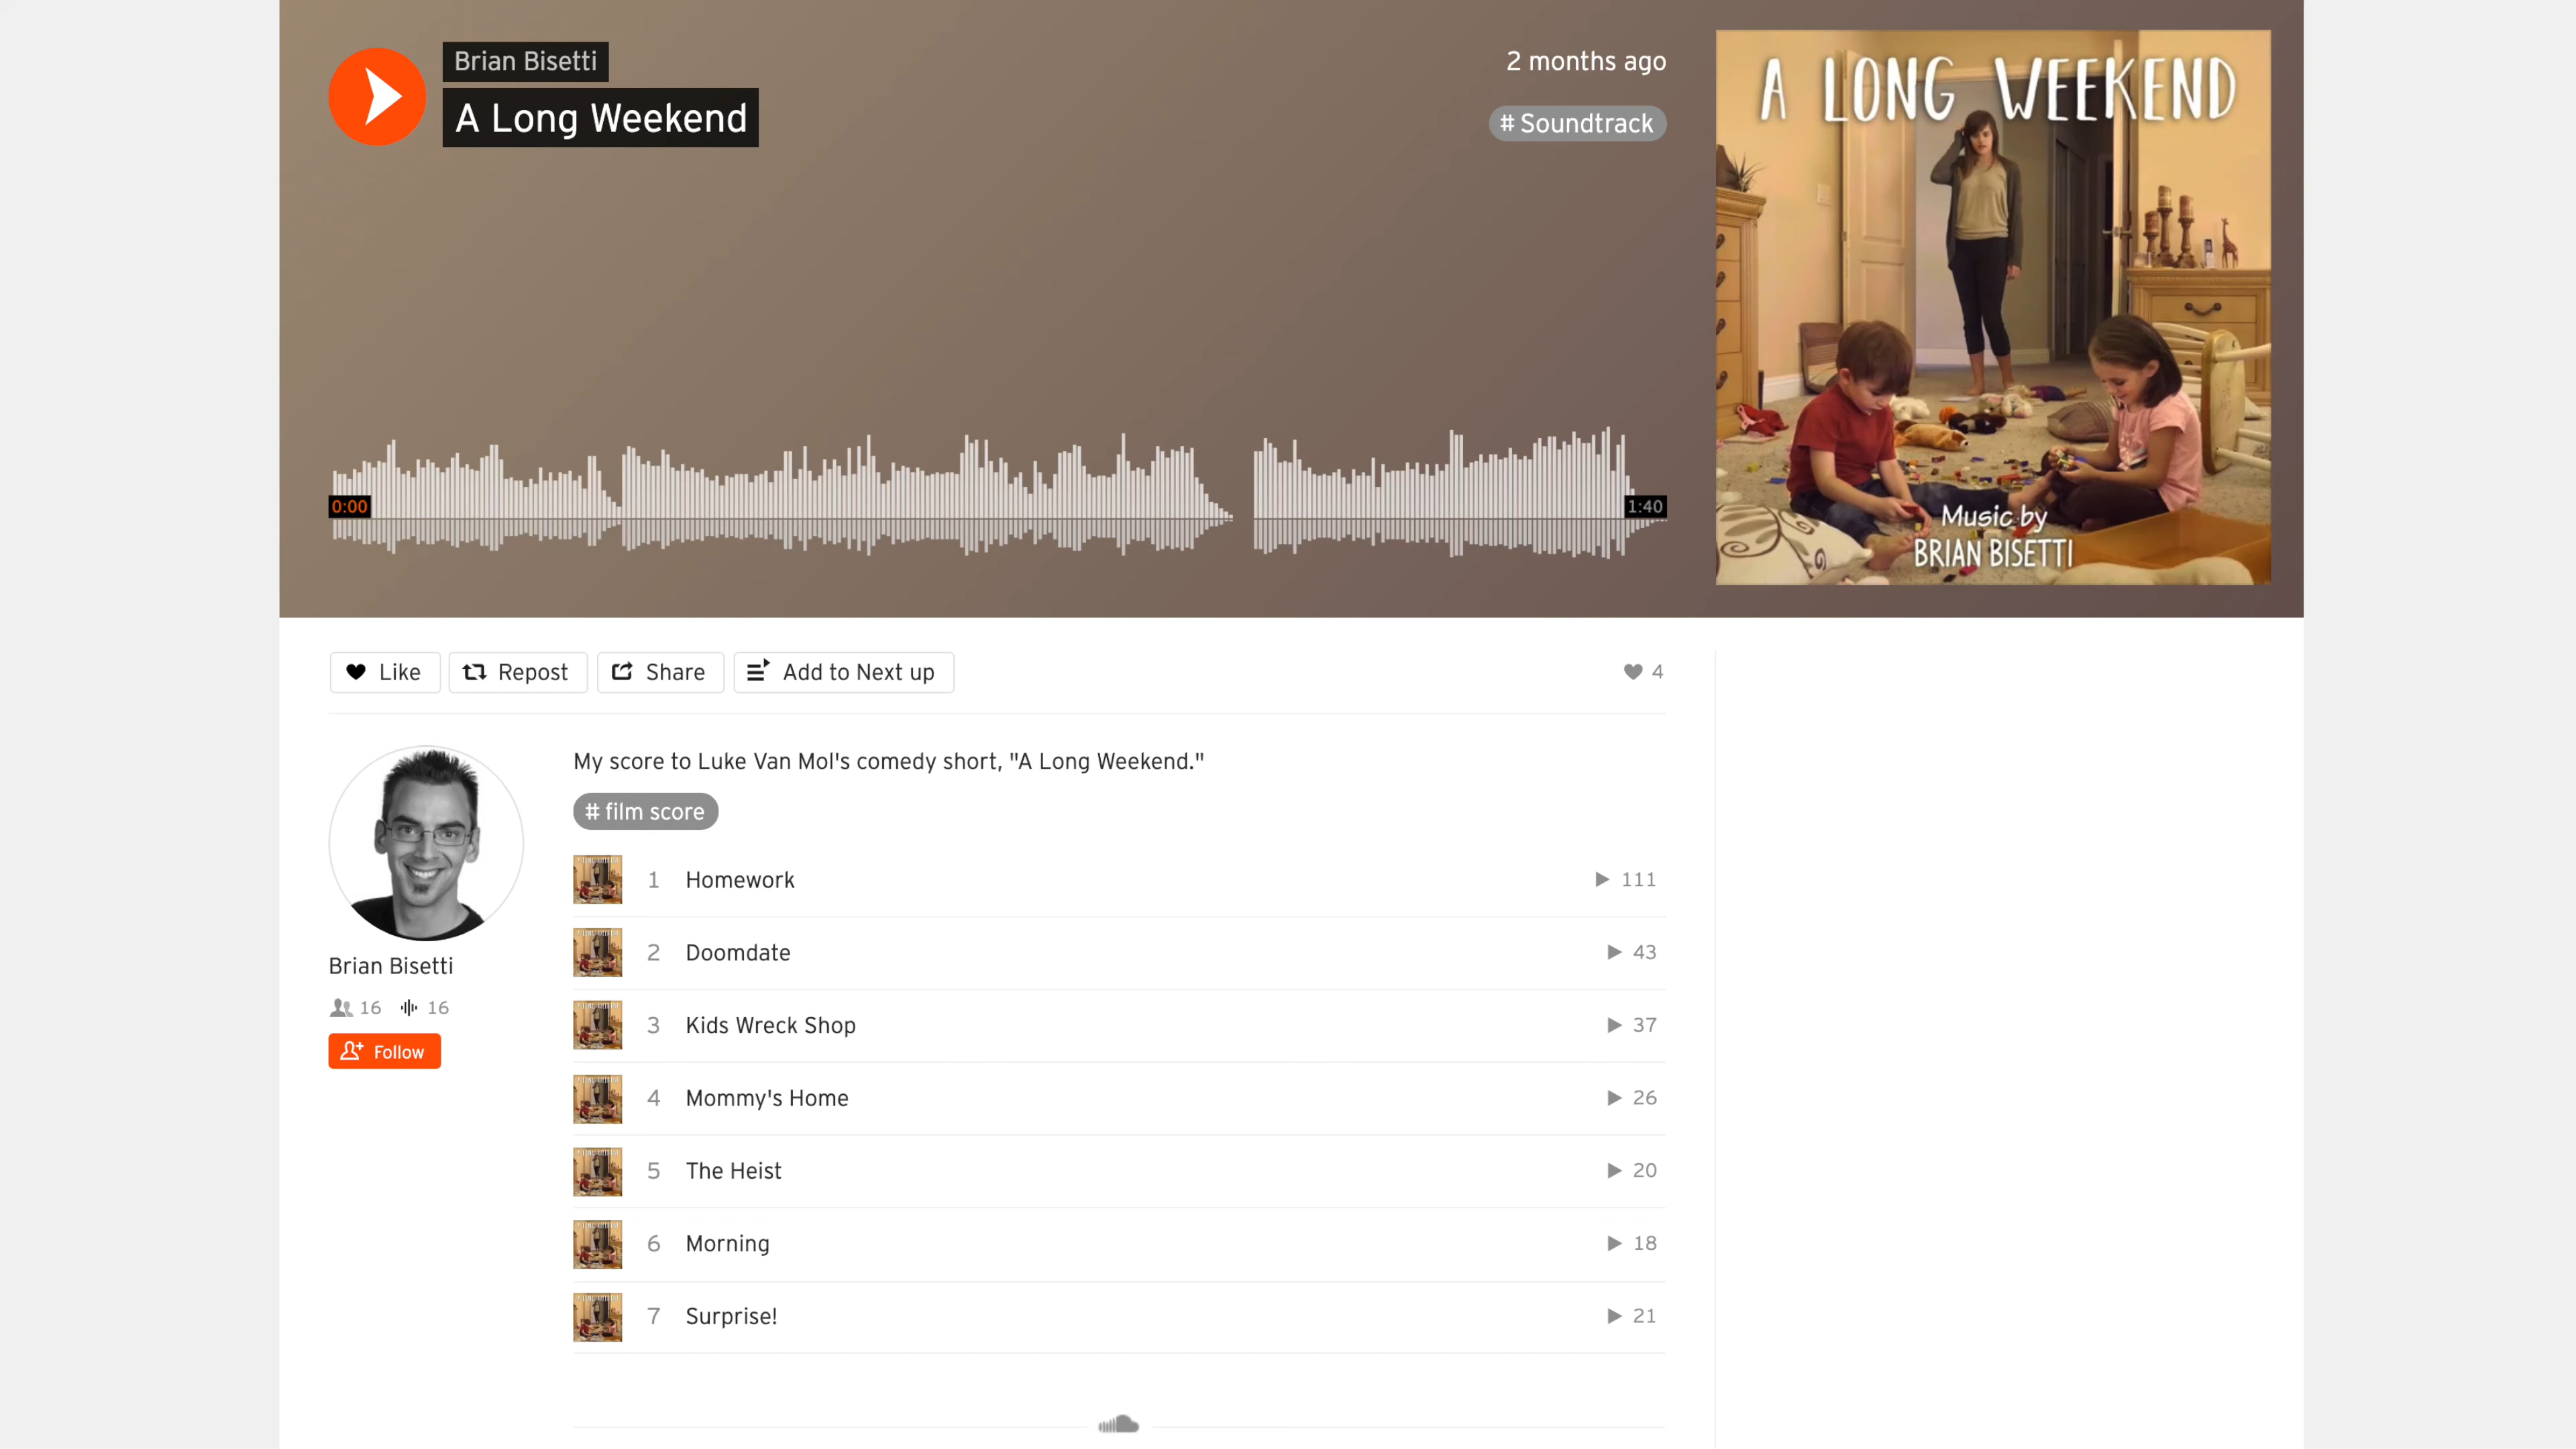 Brian Bisetti
A Long Weekend
2 months ago
# Soundtrack
A LONG WEEKEND
Music by
BRIAN BISETTI
0:00
1:40
Like
Repost
Share
Add to Next up
4
My score to Luke Van Mol's comedy short, "A Long Weekend."
# film score
Brian Bisetti
16
16
Follow
1 Homework 111
2 Doomdate 43
3 Kids Wreck Shop 37
4 Mommy's Home 26
5 The Heist 20
6 Morning 18
7 Surprise! 21